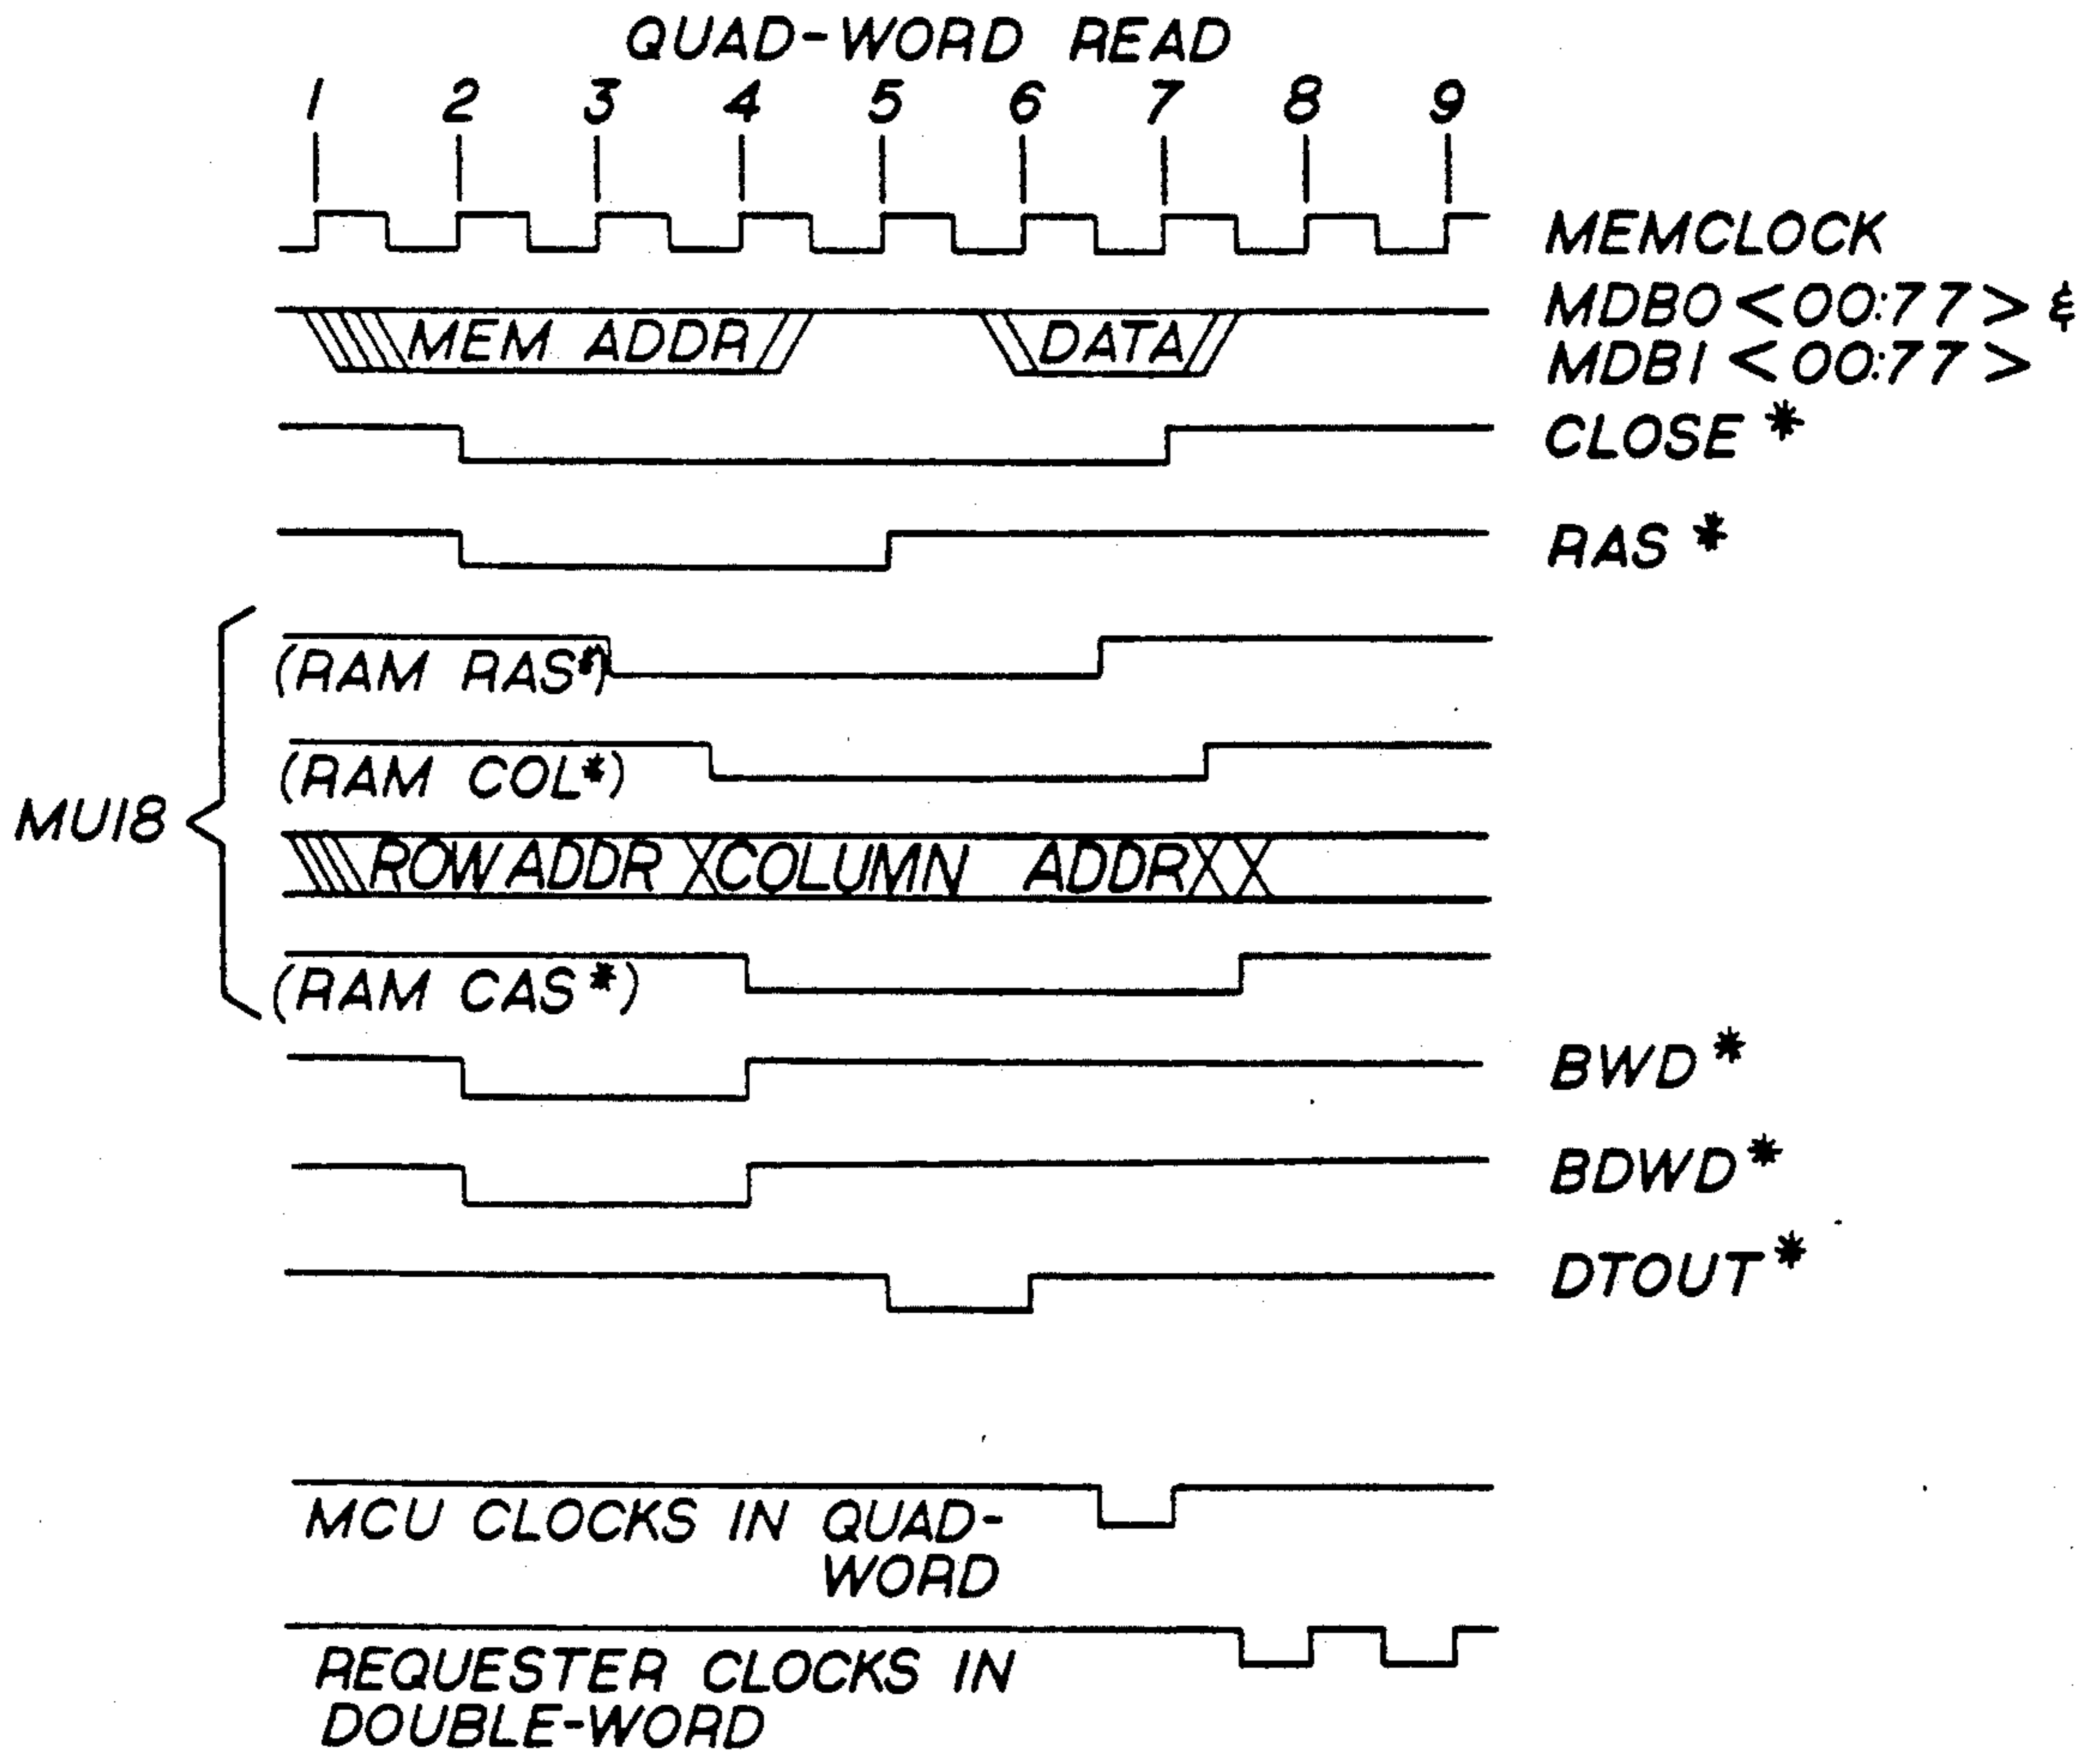 QUAD-WORD READ
1 2 3 4 5 6 7 8 9
MEMCLOCK
MDB0<00:77> &
MEM ADDR DATA
MDB1<00:77>
CLOSE*
RAS*
(RAM RAS*)
(RAM COL*)
MU18
ROW ADDR COLUMN ADDR
(RAM CAS*)
BWD*
BDWD*
DTOUT*
MCU CLOCKS IN QUAD-
WORD
REQUESTER CLOCKS IN
DOUBLE-WORD